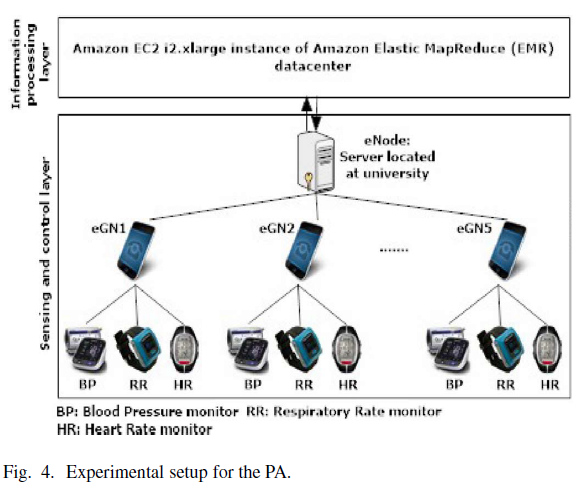 Information
processing
layer
Amazon EC2 i2.xlarge instance of Amazon Elastic MapReduce (EMR)
datacenter
Sensing and control layer
eNode:
Server located
at university
eGN1
eGN2
.......
eGN5
BP RR HR
BP RR HR
BP RR HR
BP: Blood Pressure monitor RR: Respiratory Rate monitor
HR: Heart Rate monitor
Fig. 4. Experimental setup for the PA.